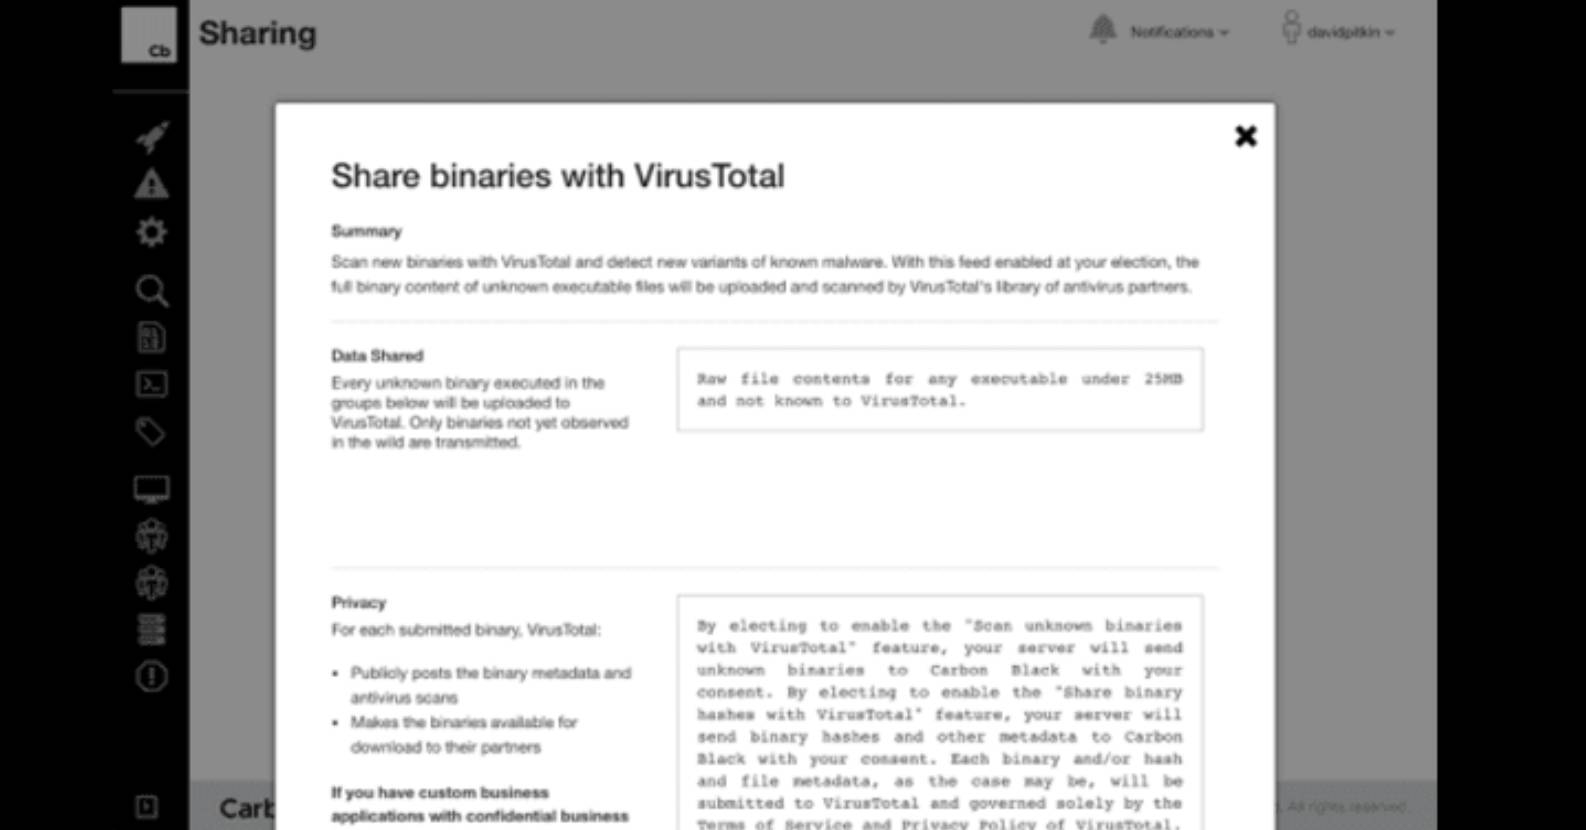 Cb
Sharing
Notifications
davidpitkin
Share binaries with VirusTotal
Summary
Scan new binaries with VirusTotal and detect new variants of known malware. With this feed enabled at your election, the
full binary content of unknown executable files will be uploaded and scanned by VirusTotal's library of antivirus partners.
Data Shared
Every unknown binary executed in the
groups below will be uploaded to
VirusTotal. Only binaries not yet observed
in the wild are transmitted.
Raw file contents for any executable under 25MB
and not known to VirusTotal.
Privacy
For each submitted binary, VirusTotal:
• Publicly posts the binary metadata and
antivirus scans
• Makes the binaries available for
download to their partners
If you have custom business
applications with confidential business
By electing to enable the "Scan unknown binaries
with VirusTotal" feature, your server will send
unknown binaries to Carbon Black with your
consent. By electing to enable the "Share binary
hashes with VirusTotal" feature, your server will
send binary hashes and other metadata to Carbon
Black with your consent. Each binary and/or hash
and file metadata, as the case may be, will be
submitted to VirusTotal and governed solely by the
Terms of Service and Privacy Policy of VirusTotal.
Carb
All rights reserved.